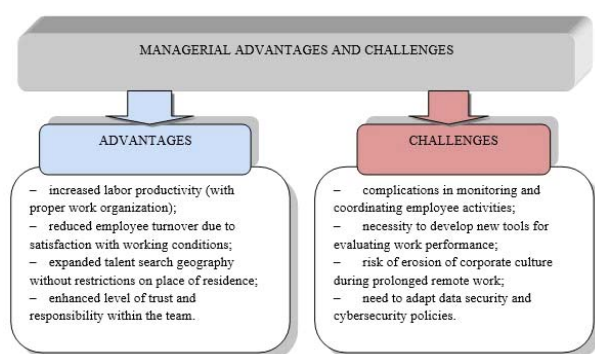 MANAGERIAL ADVANTAGES AND CHALLENGES
ADVANTAGES
– increased labor productivity (with
proper work organization);
– reduced employee turnover due to
satisfaction with working conditions;
– expanded talent search geography
without restrictions on place of residence;
– enhanced level of trust and
responsibility within the team.
CHALLENGES
– complications in monitoring and
coordinating employee activities;
– necessity to develop new tools for
evaluating work performance;
– risk of erosion of corporate culture
during prolonged remote work;
– need to adapt data security and
cybersecurity policies.